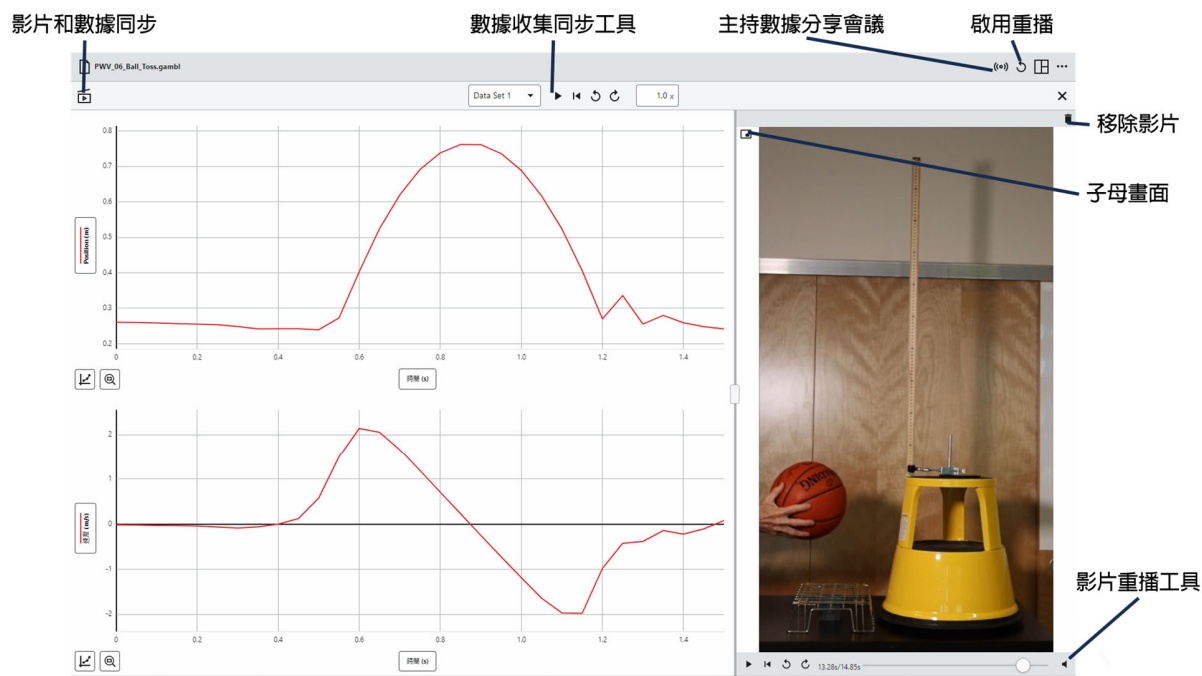 影片和數據同步
數據收集同步工具
主持數據分享會議
啟用重播
PWV_06_Ball_Toss.gambl
Data Set 1
1.0 x
移除影片
子母畫面
0.8
0.7
0.6
0.5
0.4
0.3
0.2
Position (m)
0 0.2 0.4 0.6 0.8 1.0 1.2 1.4
時間 (s)
2
1
0
-1
-2
(m/s)
0 0.2 0.4 0.6 0.8 1.0 1.2 1.4
時間 (s)
影片重播工具
13.28s/14.85s